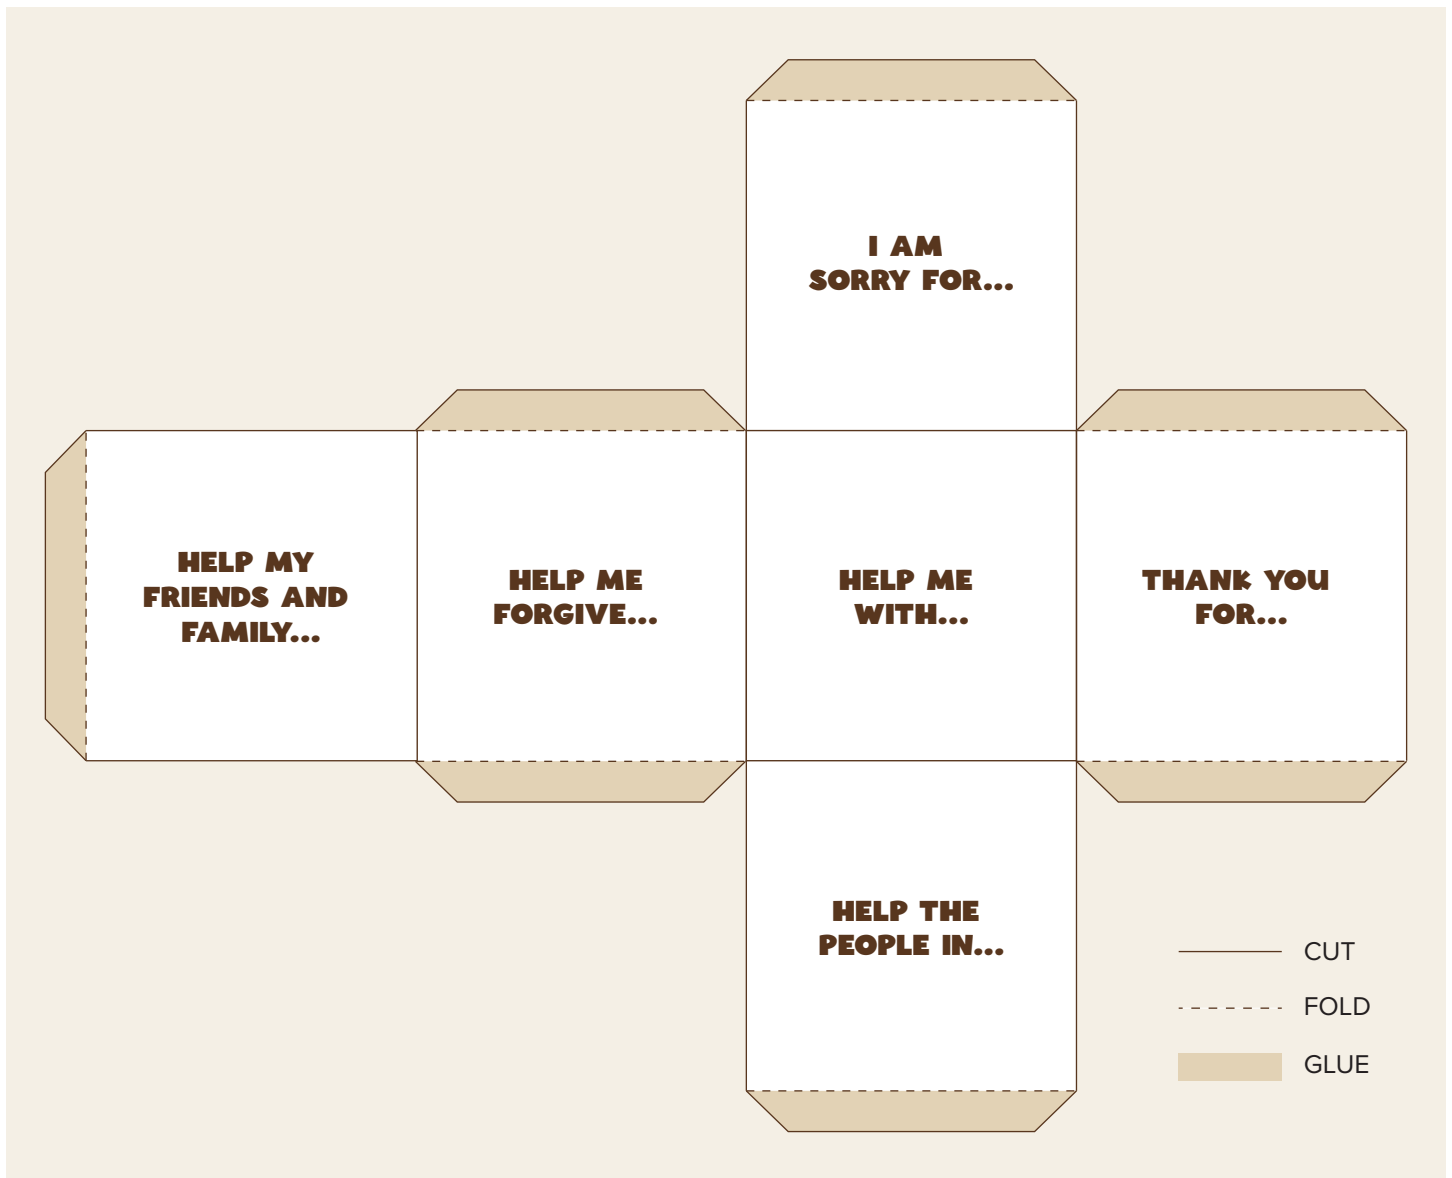 I AM
SORRY FOR...
HELP MY
FRIENDS AND
FAMILY...
HELP ME
FORGIVE...
HELP ME
WITH...
THANK YOU
FOR...
HELP THE
PEOPLE IN...
CUT
FOLD
GLUE